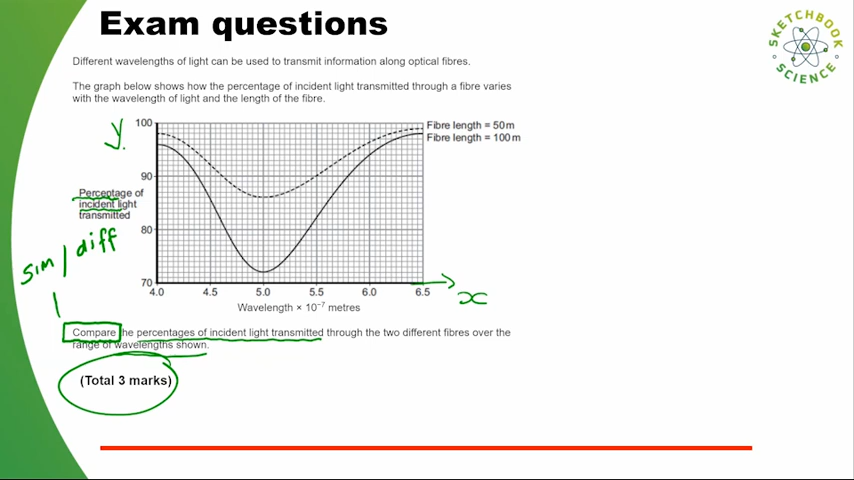 Exam questions
SKETCHBOOK SCIENCE
Different wavelengths of light can be used to transmit information along optical fibres.
The graph below shows how the percentage of incident light transmitted through a fibre varies
with the wavelength of light and the length of the fibre.
y
100
90
80
70
Percentage of
incident light
transmitted
Fibre length = 50 m
Fibre length = 100 m
4.0 4.5 5.0 5.5 6.0 6.5
Wavelength × 10⁻⁷ metres
x
sim / diff
Compare the percentages of incident light transmitted through the two different fibres over the
range of wavelengths shown.
(Total 3 marks)